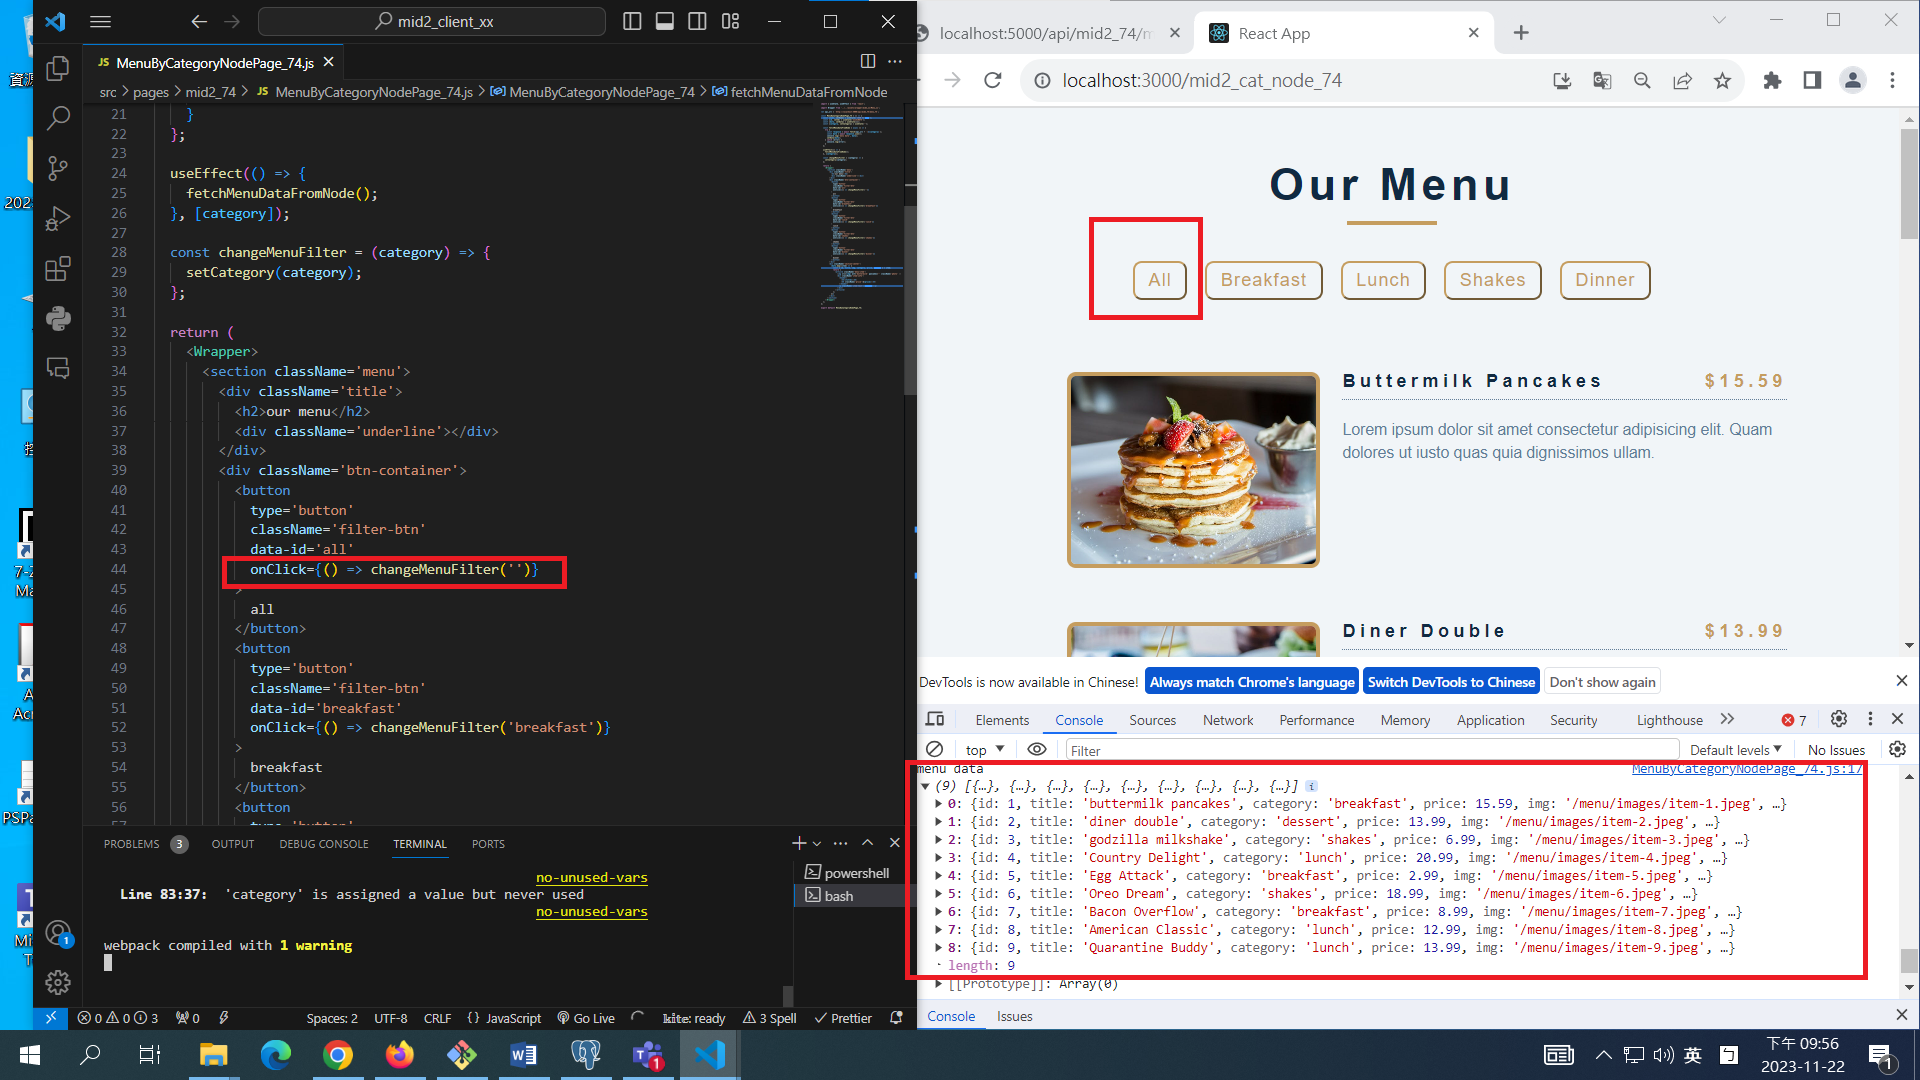 mid2_client_xx
JS MenuByCategoryNodePage_74.js
src > pages > mid2_74 > JS MenuByCategoryNodePage_74.js > MenuByCategoryNodePage_74 > fetchMenuDataFromNode
21 }
22 };
23
24 useEffect(() => {
25 fetchMenuDataFromNode();
26 }, [category]);
27
28 const changeMenuFilter = (category) => {
29 setCategory(category);
30 };
31
32 return (
33 <Wrapper>
34 <section className='menu'>
35 <div className='title'>
36 <h2>our menu</h2>
37 <div className='underline'></div>
38 </div>
39 <div className='btn-container'>
40 <button
41 type='button'
42 className='filter-btn'
43 data-id='all'
44 onClick={() => changeMenuFilter('')}
45 >
46 all
47 </button>
48 <button
49 type='button'
50 className='filter-btn'
51 data-id='breakfast'
52 onClick={() => changeMenuFilter('breakfast')}
53 >
54 breakfast
55 </button>
56 <button
57 type='button'
PROBLEMS 3 OUTPUT DEBUG CONSOLE TERMINAL PORTS
no-unused-vars
Line 83:37: 'category' is assigned a value but never used
no-unused-vars
webpack compiled with 1 warning
powershell
bash
0 0 3 0 Spaces: 2 UTF-8 CRLF {} JavaScript Go Live kite: ready 3 Spell Prettier
localhost:5000/api/mid2_74/m
React App
localhost:3000/mid2_cat_node_74
Our Menu
All Breakfast Lunch Shakes Dinner
Buttermilk Pancakes $15.59
Lorem ipsum dolor sit amet consectetur adipisicing elit. Quam
dolores ut iusto quas quia dignissimos ullam.
Diner Double $13.99
DevTools is now available in Chinese! Always match Chrome's language Switch DevTools to Chinese Don't show again
Elements Console Sources Network Performance Memory Application Security Lighthouse 7
top Filter Default levels No Issues
menu data MenuByCategoryNodePage_74.js:17
(9) [{…}, {…}, {…}, {…}, {…}, {…}, {…}, {…}, {…}]
0: {id: 1, title: 'buttermilk pancakes', category: 'breakfast', price: 15.59, img: '/menu/images/item-1.jpeg', …}
1: {id: 2, title: 'diner double', category: 'dessert', price: 13.99, img: '/menu/images/item-2.jpeg', …}
2: {id: 3, title: 'godzilla milkshake', category: 'shakes', price: 6.99, img: '/menu/images/item-3.jpeg', …}
3: {id: 4, title: 'Country Delight', category: 'lunch', price: 20.99, img: '/menu/images/item-4.jpeg', …}
4: {id: 5, title: 'Egg Attack', category: 'breakfast', price: 2.99, img: '/menu/images/item-5.jpeg', …}
5: {id: 6, title: 'Oreo Dream', category: 'shakes', price: 18.99, img: '/menu/images/item-6.jpeg', …}
6: {id: 7, title: 'Bacon Overflow', category: 'breakfast', price: 8.99, img: '/menu/images/item-7.jpeg', …}
7: {id: 8, title: 'American Classic', category: 'lunch', price: 12.99, img: '/menu/images/item-8.jpeg', …}
8: {id: 9, title: 'Quarantine Buddy', category: 'lunch', price: 13.99, img: '/menu/images/item-9.jpeg', …}
length: 9
[[Prototype]]: Array(0)
Console Issues
英
下午 09:56
2023-11-22